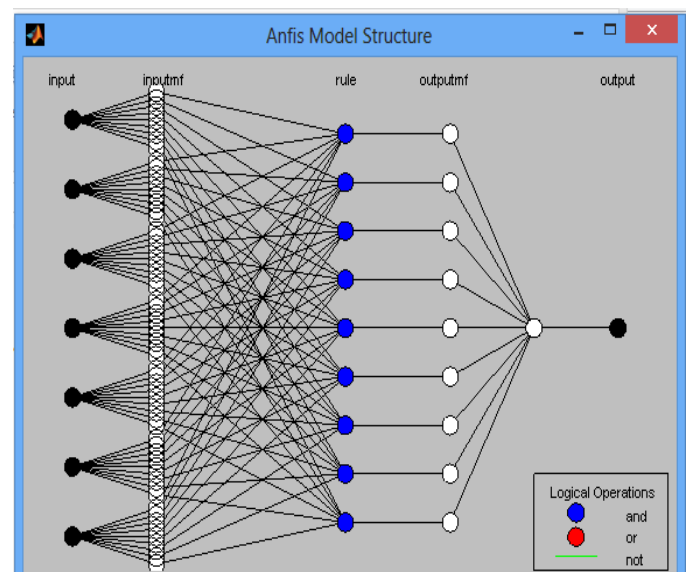 Anfis Model Structure
input inputmf rule outputmf output
Logical Operations
and
or
not